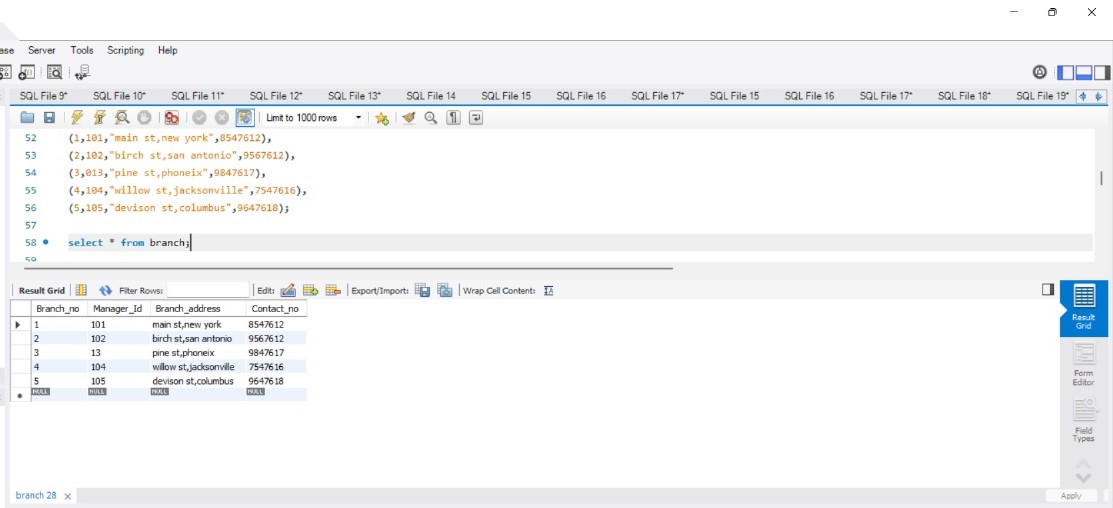 ase Server Tools Scripting Help
SQL File 9* SQL File 10* SQL File 11* SQL File 12* SQL File 13* SQL File 14 SQL File 15 SQL File 16 SQL File 17* SQL File 15 SQL File 16 SQL File 17* SQL File 18* SQL File 19*
Limit to 1000 rows
52 (1,101,"main st,new york",8547612),
53 (2,102,"birch st,san antonio",9567612),
54 (3,013,"pine st,phoneix",9847617),
55 (4,104,"willow st,jacksonville",7547616),
56 (5,105,"devison st,columbus",9647618);
57
58 select * from branch;
59
Result Grid Filter Rows: Edit: Export/Import: Wrap Cell Content: IA
Branch_no Manager_Id Branch_address Contact_no
1 101 main st,new york 8547612
2 102 birch st,san antonio 9567612
3 13 pine st,phoneix 9847617
4 104 willow st,jacksonville 7547616
5 105 devison st,columbus 9647618
NULL NULL NULL NULL
Result
Grid
Form
Editor
Field
Types
branch 28 Apply